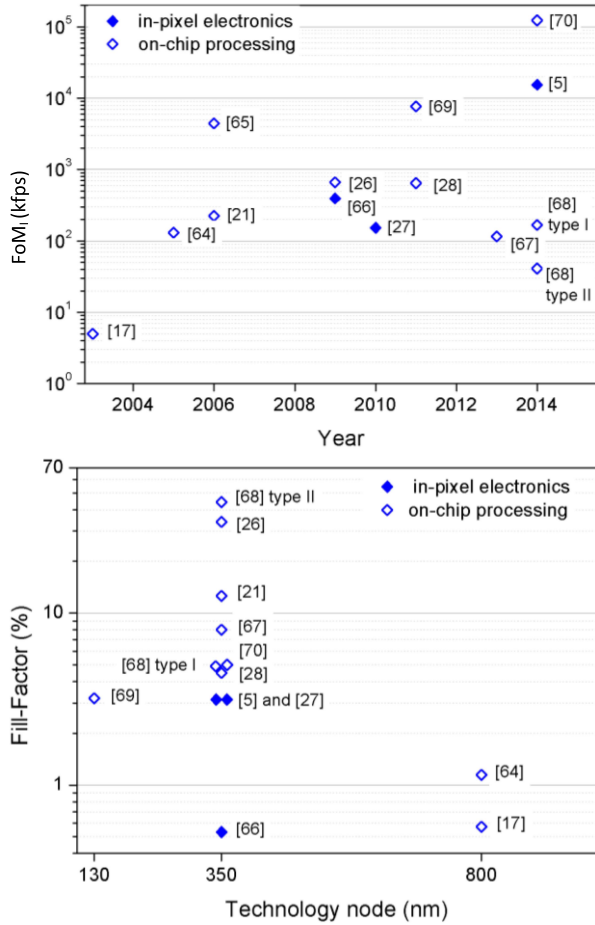 in-pixel electronics
on-chip processing
10^5
10^4
10^3
10^2
10^1
10^0
FoM_I (kfps)
[70]
[5]
[69]
[65]
[26]
[28]
[66]
[68]
type I
[21]
[27]
[64]
[67]
[68]
type II
[17]
2004 2006 2008 2010 2012 2014
Year
70
10
1
Fill-Factor (%)
[68] type II
in-pixel electronics
[26]
on-chip processing
[21]
[67]
[70]
[68] type I
[28]
[69]
[5] and [27]
[64]
[66]
[17]
130 350 800
Technology node (nm)